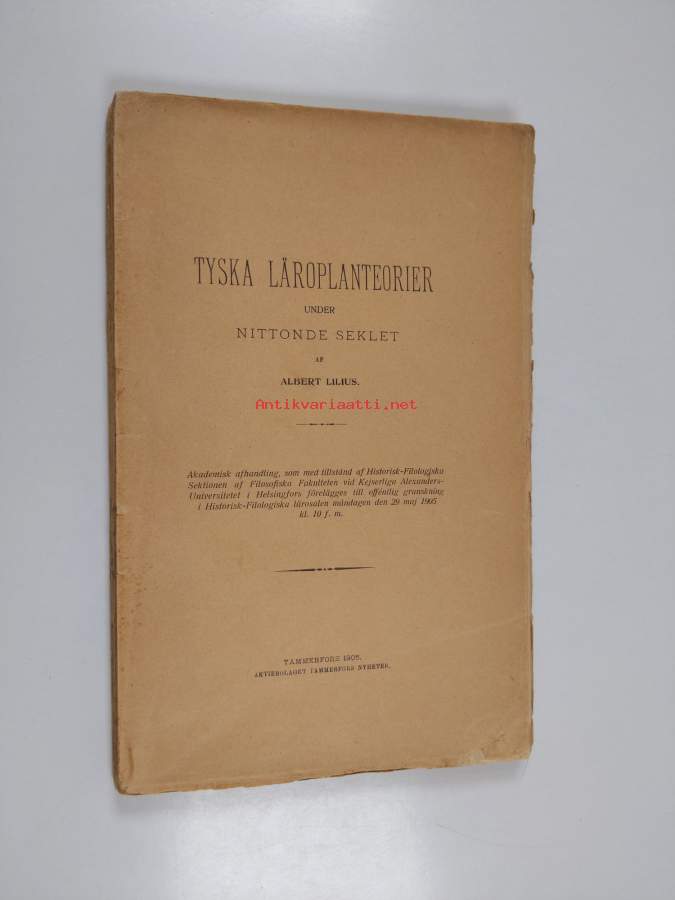 TYSKA LÄROPLANTEORIER
UNDER
NITTONDE SEKLET
AF
ALBERT LILIUS.
Antikvariaatti.net
Akademisk afhandling, som med tillstånd af Historisk-Filologiska
Sektionen af Filosofiska Fakulteten vid Kejserliga Alexanders-
Universitetet i Helsingfors förelägges till offentlig granskning
i Historisk-Filologiska lärosalen måndagen den 29 maj 1905
kl. 10 f. m.
TAMMERFORS 1905.
AKTIEBOLAGET TAMMERFORS NYHETER.